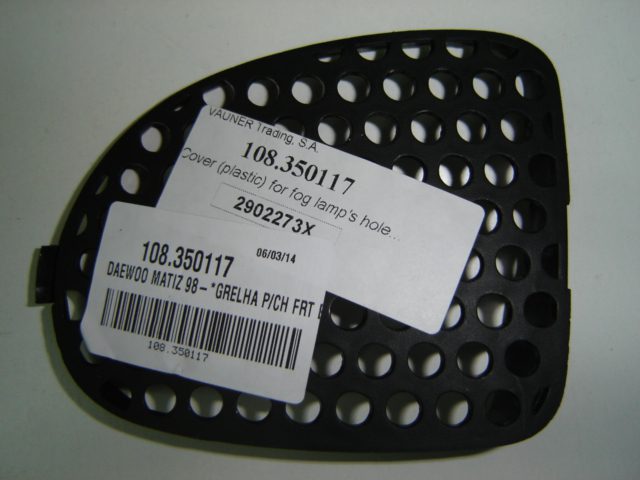 VAUNER Trading, S.A.
108.350117
Cover (plastic) for fog lamp's hole...
2902273X
108.350117
06/03/14
DAEWOO MATIZ 98- *GRELHA P/CH FRT
108.350117